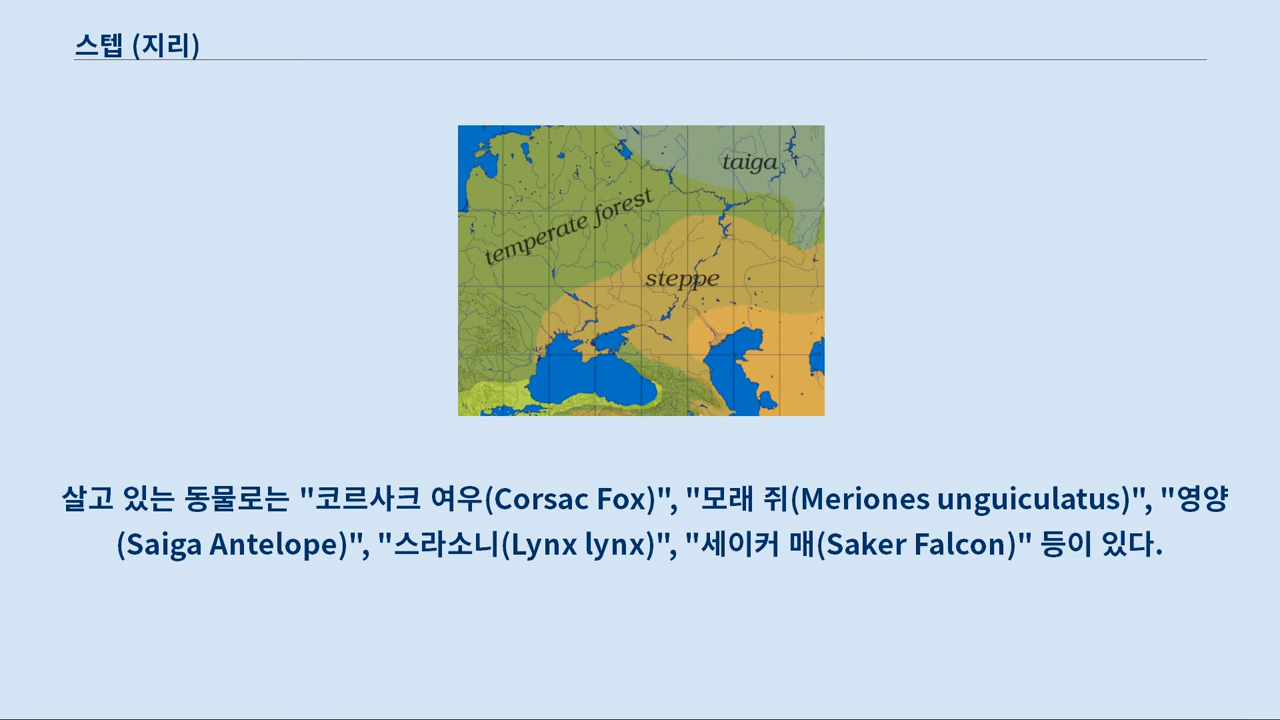 스텝 (지리)
taiga
temperate forest
steppe
살고 있는 동물로는 "코르사크 여우(Corsac Fox)", "모래 쥐(Meriones unguiculatus)", "영양
(Saiga Antelope)", "스라소니(Lynx lynx)", "세이커 매(Saker Falcon)" 등이 있다.